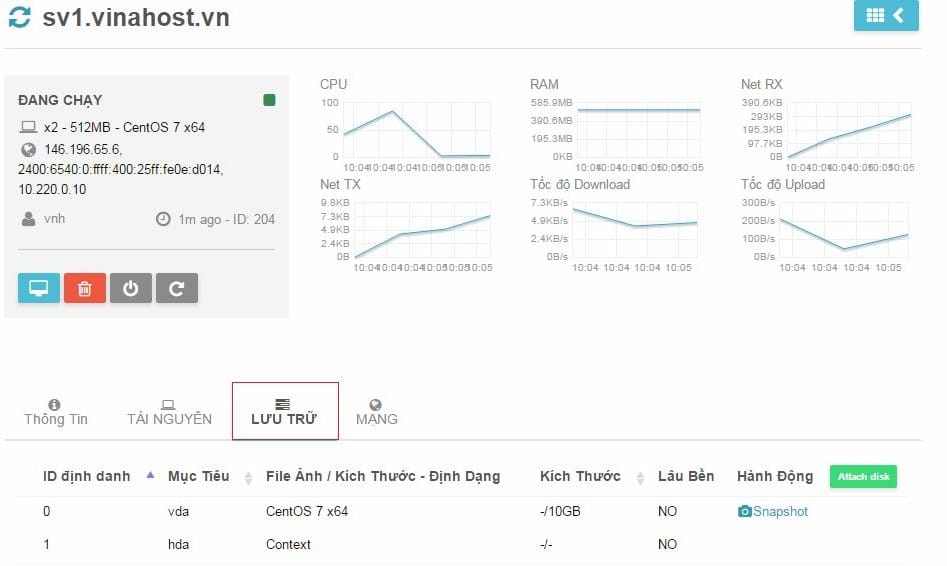 sv1.vinahost.vn
ĐANG CHẠY
x2 - 512MB - CentOS 7 x64
146.196.65.6,
2400:6540:0:ffff:400:25ff:fe0e:d014,
10.220.0.10
vnh
1m ago - ID: 204
CPU
100
50
0
10:04 10:04 10:04 10:05 10:05 10:05
RAM
585.9MB
390.6MB
195.3MB
0KB
10:04 10:04 10:04 10:05 10:05 10:05
Net RX
390.6KB
293KB
195.3KB
97.7KB
0B
10:04 10:04 10:04 10:05 10:05 10:05
Net TX
9.8KB
7.3KB
4.9KB
2.4KB
0B
10:04 10:04 10:04 10:05 10:05 10:05
Tốc độ Download
7.3KB/s
4.9KB/s
2.4KB/s
0B/s
10:04 10:04 10:04 10:05
Tốc độ Upload
300B/s
200B/s
100B/s
0B/s
10:04 10:04 10:04 10:05
Thông Tin
TÀI NGUYÊN
LƯU TRỮ
MẠNG
ID định danh Mục Tiêu File Ảnh / Kích Thước - Định Dạng Kích Thước Lâu Bền Hành Động Attach disk
0 vda CentOS 7 x64 -/10GB NO Snapshot
1 hda Context -/- NO